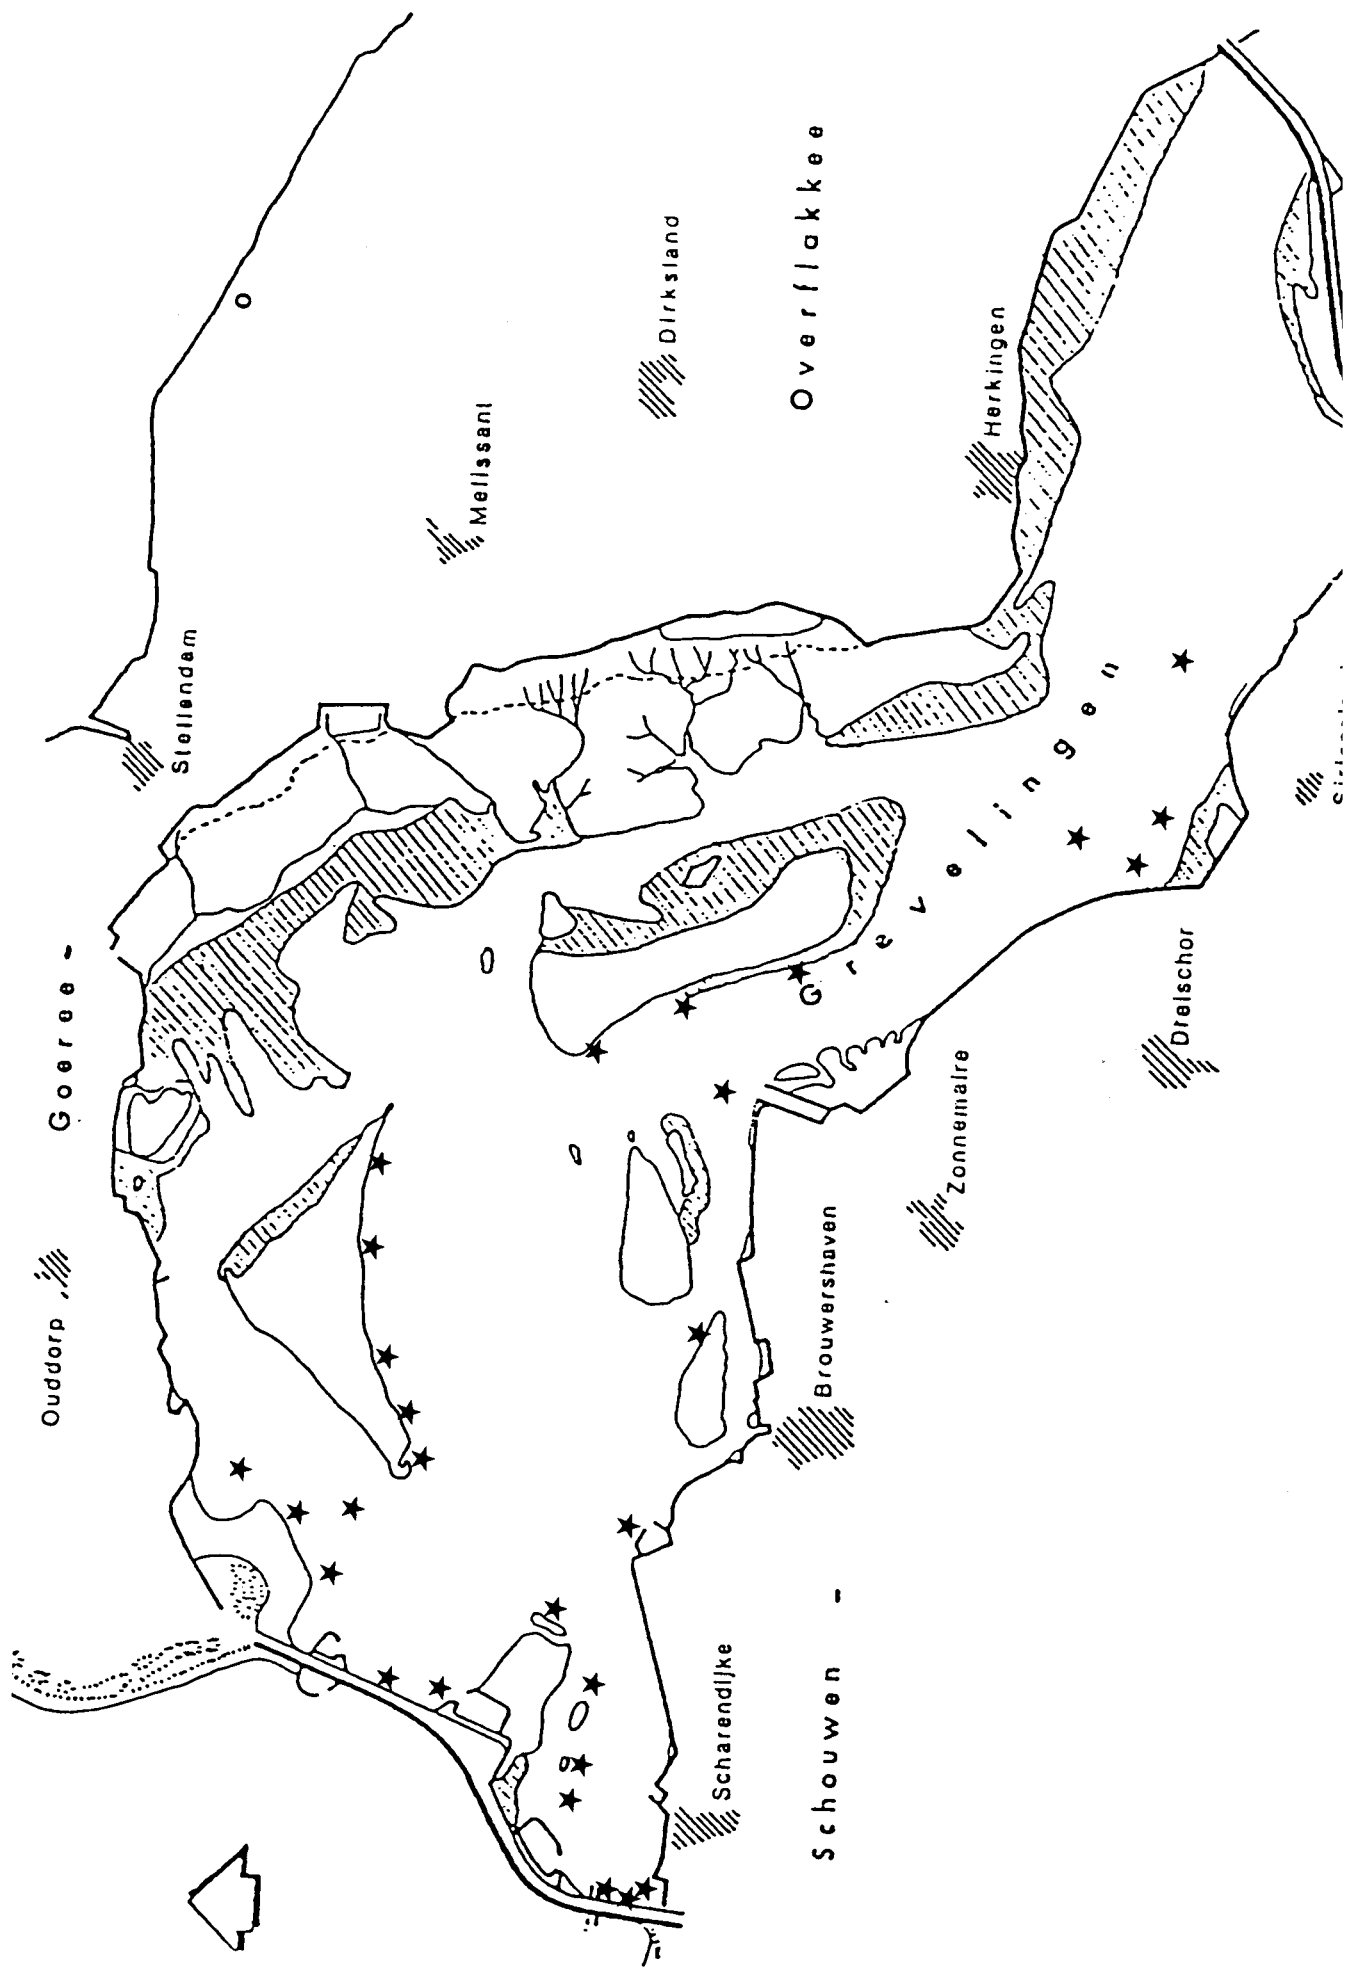 Goeree -
Ouddorp
Stellendam
Melissant
Dirksland
Overflakkee
Herkingen
Grevelingen
Scharendijke
Schouwen -
Brouwershaven
Zonnemaire
Dreischor